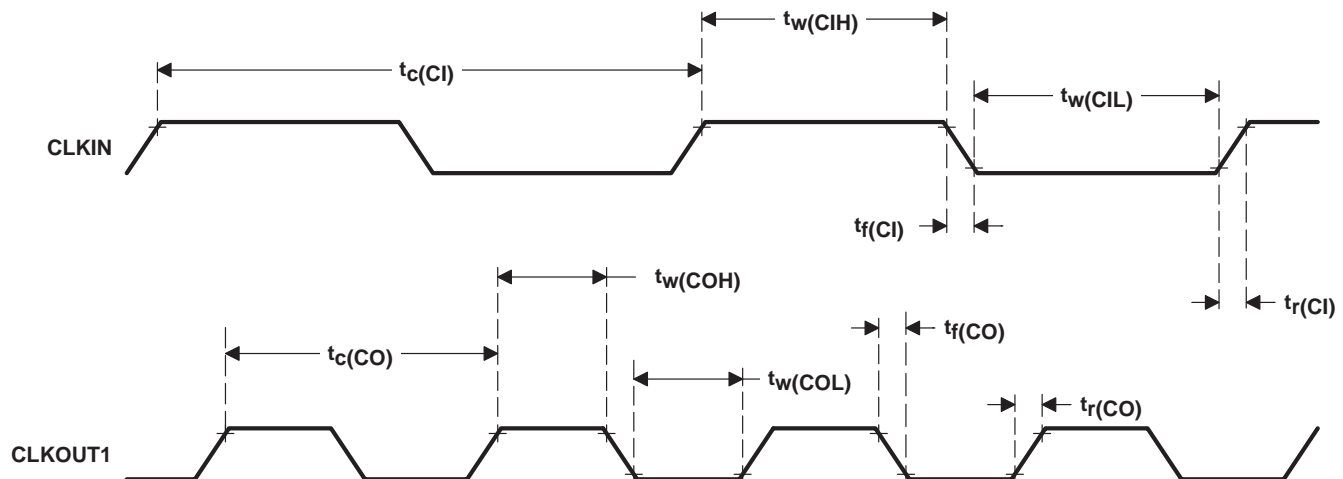 tw(CIH)
tc(CI)
tw(CIL)
CLKIN
tf(CI)
tw(COH)
tr(CI)
tf(CO)
tc(CO)
tw(COL)
tr(CO)
CLKOUT1